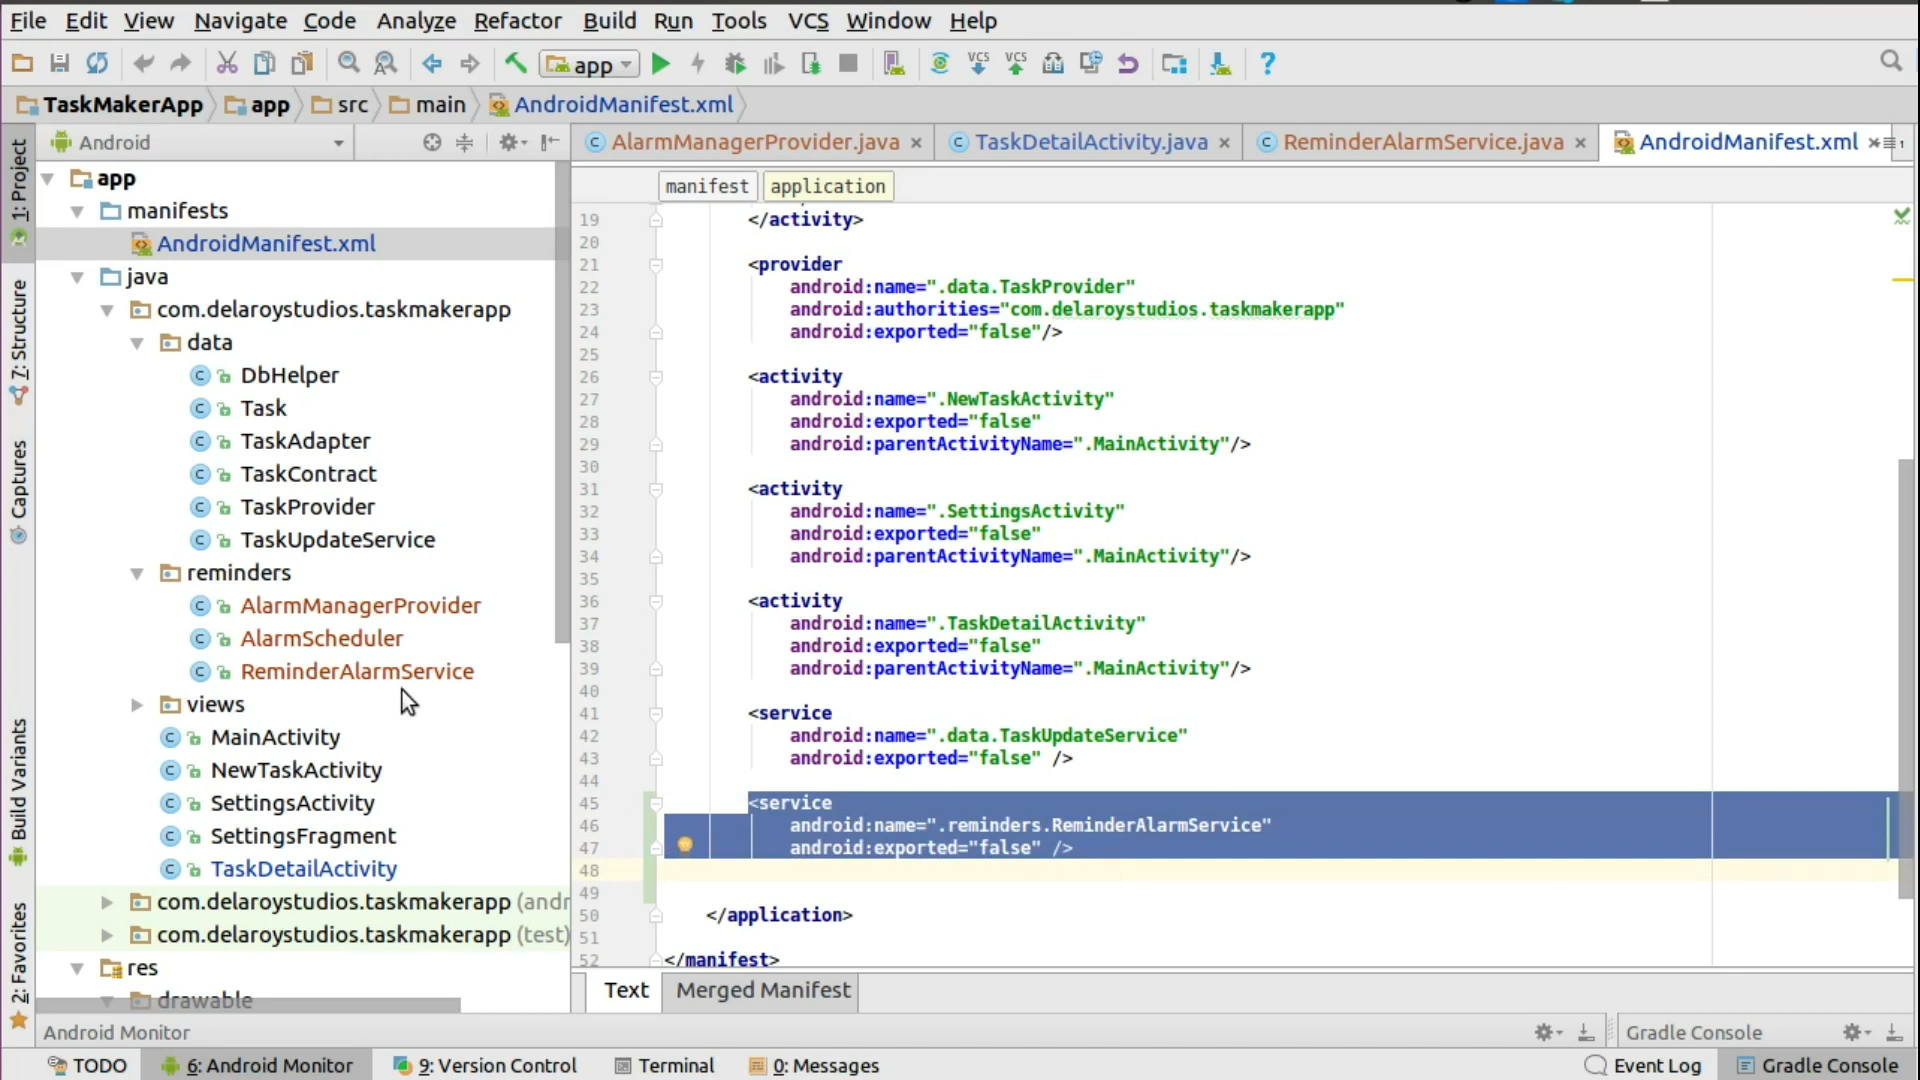 File Edit View Navigate Code Analyze Refactor Build Run Tools VCS Window Help
app VCS VCS ?
TaskMakerApp app src main AndroidManifest.xml
Android
AlarmManagerProvider.java × TaskDetailActivity.java × ReminderAlarmService.java × AndroidManifest.xml ×
manifest application
1: Project
7: Structure
Captures
Build Variants
2: Favorites
app
manifests
AndroidManifest.xml
java
com.delaroystudios.taskmakerapp
data
DbHelper
Task
TaskAdapter
TaskContract
TaskProvider
TaskUpdateService
reminders
AlarmManagerProvider
AlarmScheduler
ReminderAlarmService
views
MainActivity
NewTaskActivity
SettingsActivity
SettingsFragment
TaskDetailActivity
com.delaroystudios.taskmakerapp (andr
com.delaroystudios.taskmakerapp (test)
res
drawable
19 </activity>
20
21 <provider
22 android:name=".data.TaskProvider"
23 android:authorities="com.delaroystudios.taskmakerapp"
24 android:exported="false"/>
25
26 <activity
27 android:name=".NewTaskActivity"
28 android:exported="false"
29 android:parentActivityName=".MainActivity"/>
30
31 <activity
32 android:name=".SettingsActivity"
33 android:exported="false"
34 android:parentActivityName=".MainActivity"/>
35
36 <activity
37 android:name=".TaskDetailActivity"
38 android:exported="false"
39 android:parentActivityName=".MainActivity"/>
40
41 <service
42 android:name=".data.TaskUpdateService"
43 android:exported="false" />
44
45 <service
46 android:name=".reminders.ReminderAlarmService"
47 android:exported="false" />
48
49
50 </application>
51
52 </manifest>
Text Merged Manifest
Android Monitor Gradle Console
TODO 6: Android Monitor 9: Version Control Terminal 0: Messages Event Log Gradle Console